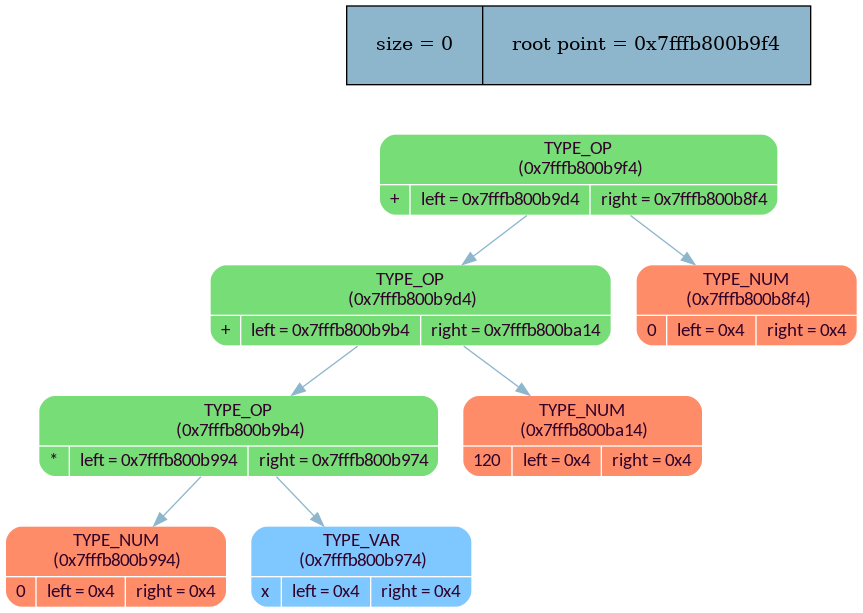 size = 0 root point = 0x7fffb800b9f4
TYPE_OP
(0x7fffb800b9f4)
+ left = 0x7fffb800b9d4 right = 0x7fffb800b8f4
TYPE_OP
(0x7fffb800b9d4)
+ left = 0x7fffb800b9b4 right = 0x7fffb800ba14
TYPE_NUM
(0x7fffb800b8f4)
0 left = 0x4 right = 0x4
TYPE_OP
(0x7fffb800b9b4)
* left = 0x7fffb800b994 right = 0x7fffb800b974
TYPE_NUM
(0x7fffb800ba14)
120 left = 0x4 right = 0x4
TYPE_NUM
(0x7fffb800b994)
0 left = 0x4 right = 0x4
TYPE_VAR
(0x7fffb800b974)
x left = 0x4 right = 0x4